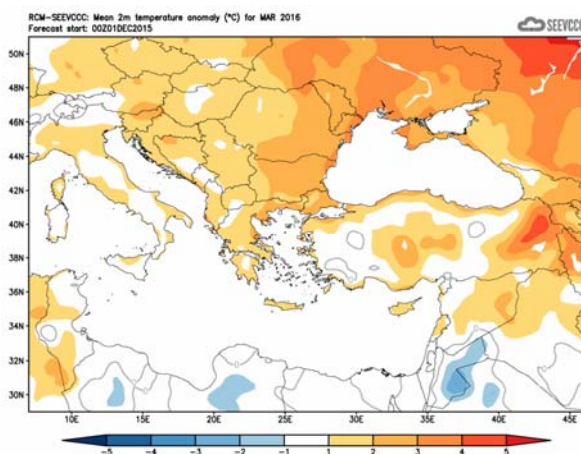 RCM-SEEVCCC: Mean 2m temperature anomaly (°C) for MAR 2016
Forecast start: 00Z01DEC2015
SEEVCCC
50N
48N
46N
44N
42N
40N
38N
36N
34N
32N
30N
10E 15E 20E 25E 30E 35E 40E 45E
-5 -4 -3 -2 -1 1 2 3 4 5